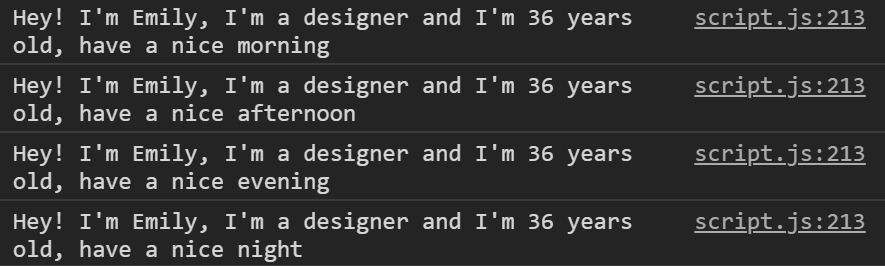 Hey! I'm Emily, I'm a designer and I'm 36 years script.js:213
old, have a nice morning
Hey! I'm Emily, I'm a designer and I'm 36 years script.js:213
old, have a nice afternoon
Hey! I'm Emily, I'm a designer and I'm 36 years script.js:213
old, have a nice evening
Hey! I'm Emily, I'm a designer and I'm 36 years script.js:213
old, have a nice night